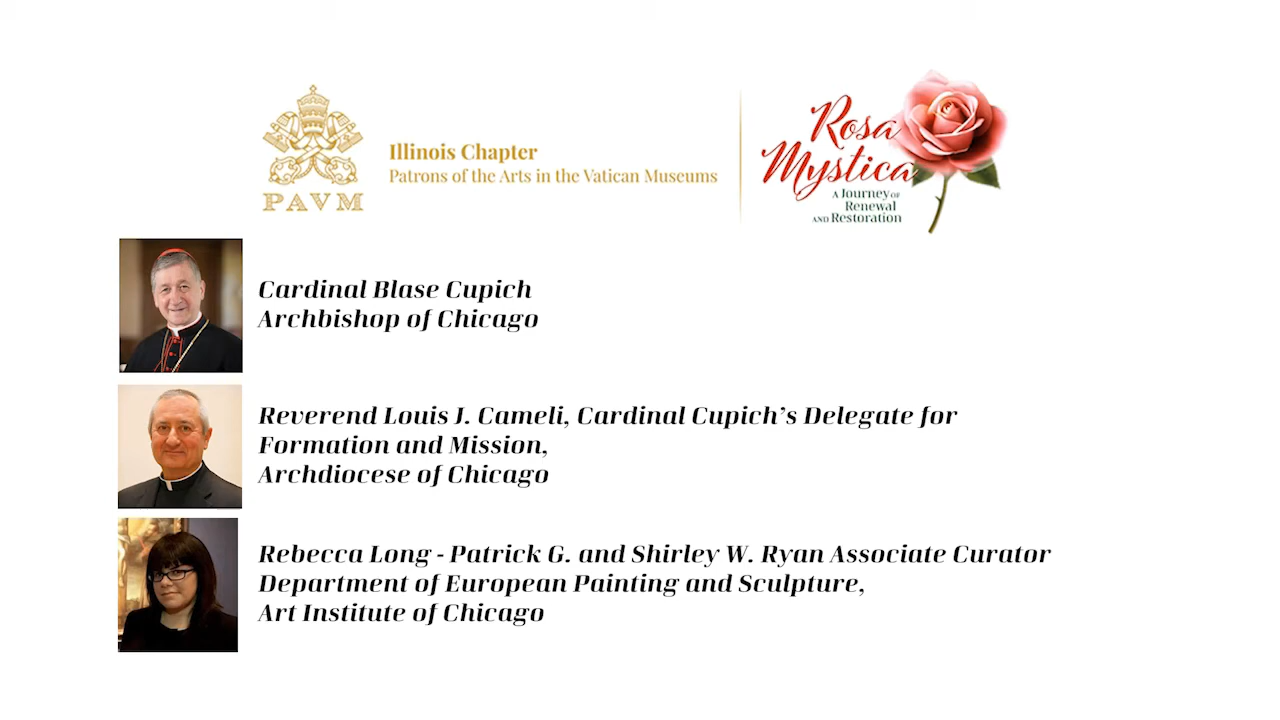 PAVM
Illinois Chapter
Patrons of the Arts in the Vatican Museums
Rosa
Mystica
A Journey OF
Renewal
AND Restoration
Cardinal Blase Cupich
Archbishop of Chicago
Reverend Louis J. Cameli, Cardinal Cupich's Delegate for
Formation and Mission,
Archdiocese of Chicago
Rebecca Long - Patrick G. and Shirley W. Ryan Associate Curator
Department of European Painting and Sculpture,
Art Institute of Chicago